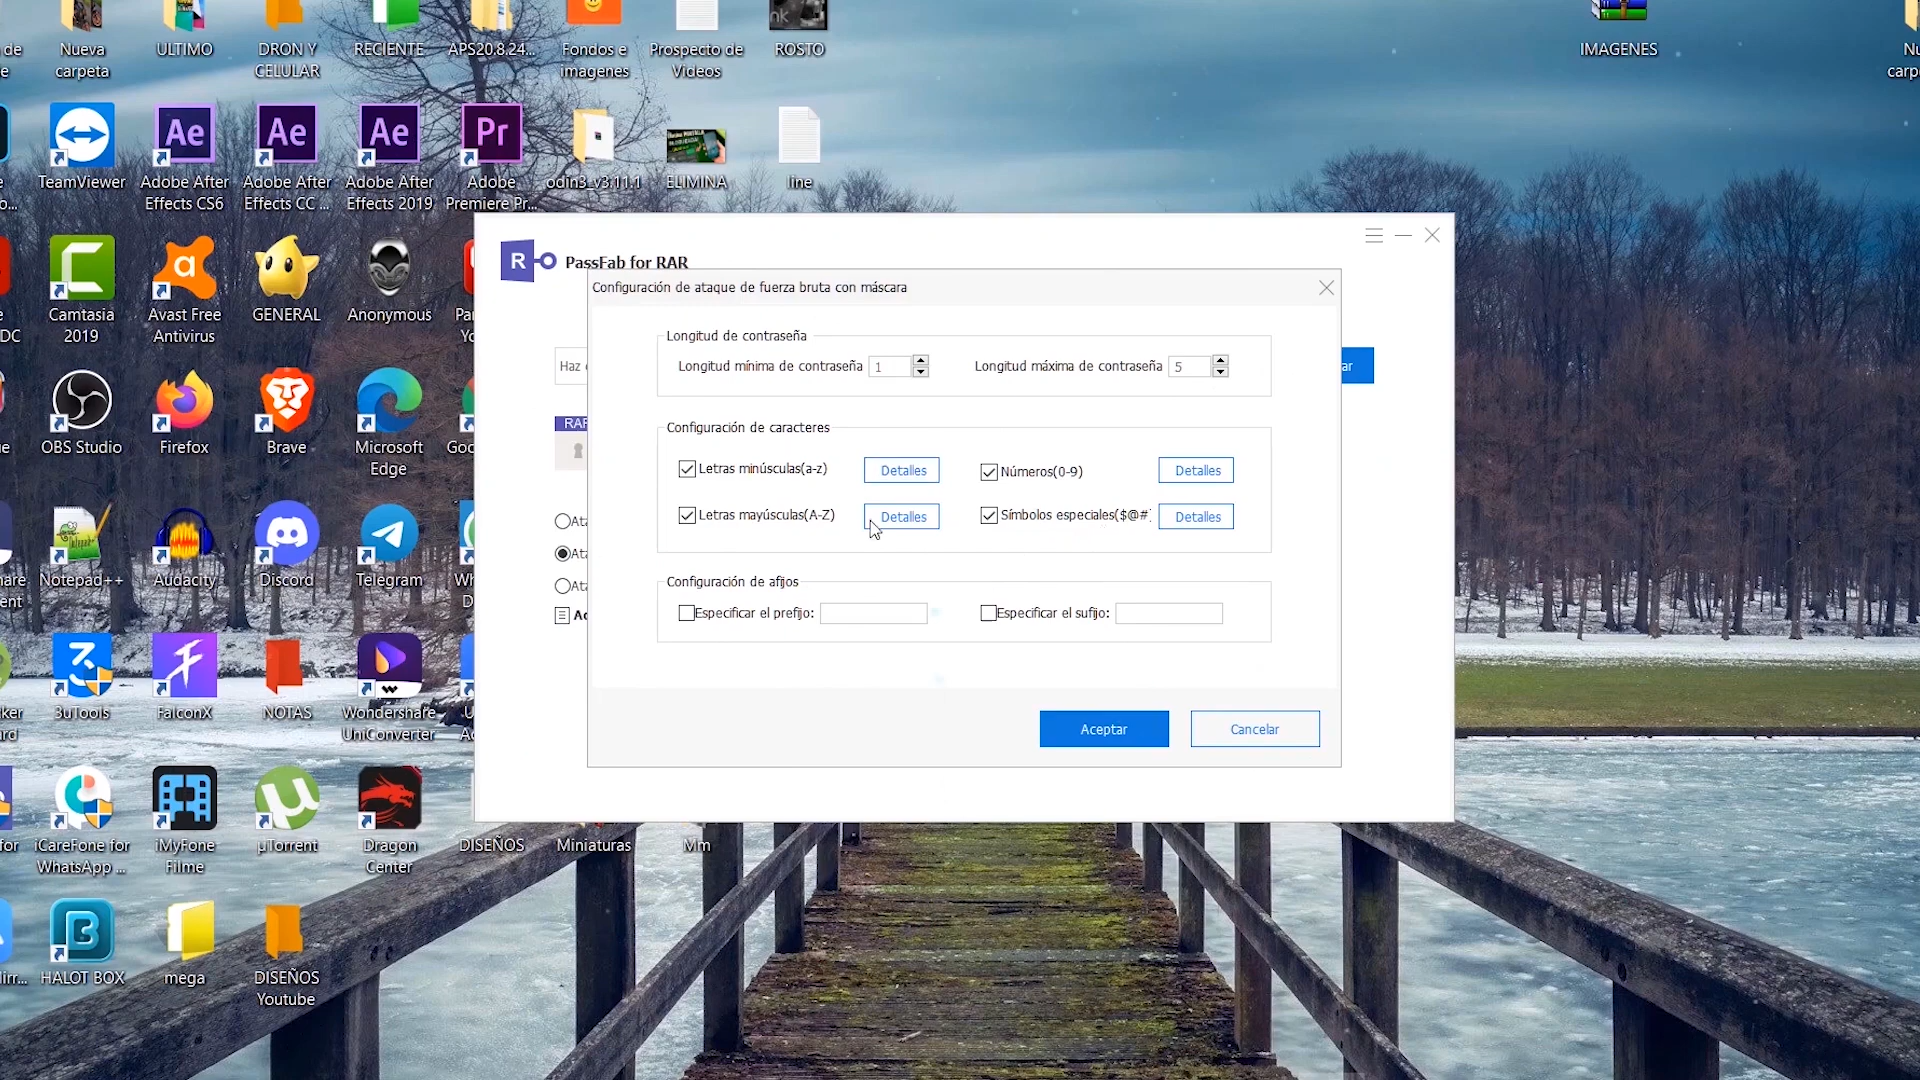 Nueva
carpeta
ULTIMO
DRON Y
CELULAR
RECIENTE
APS20.8.24...
Fondos e
imagenes
Prospecto de
Videos
ROSTO
IMAGENES
TeamViewer
Adobe After
Effects CS6
Adobe After
Effects CC ...
Adobe After
Effects 2019
Adobe
Premiere Pr...
odin3_v3.11.1
ELIMINA
line
Camtasia
2019
Avast Free
Antivirus
GENERAL
Anonymous
OBS Studio
Firefox
Brave
Microsoft
Edge
Notepad++
Audacity
Discord
Telegram
3uTools
FalconX
NOTAS
Wondershare
UniConverter
iCareFone for
WhatsApp ...
iMyFone
Filme
µTorrent
Dragon
Center
DISEÑOS
Miniaturas
Mm
HALOT BOX
mega
DISEÑOS
Youtube
PassFab for RAR
Configuración de ataque de fuerza bruta con máscara
Longitud de contraseña
Longitud mínima de contraseña 1
Longitud máxima de contraseña 5
Configuración de caracteres
Letras minúsculas(a-z) Detalles
Números(0-9) Detalles
Letras mayúsculas(A-Z) Detalles
Símbolos especiales($@# Detalles
Configuración de afijos
Especificar el prefijo:
Especificar el sufijo:
Aceptar
Cancelar